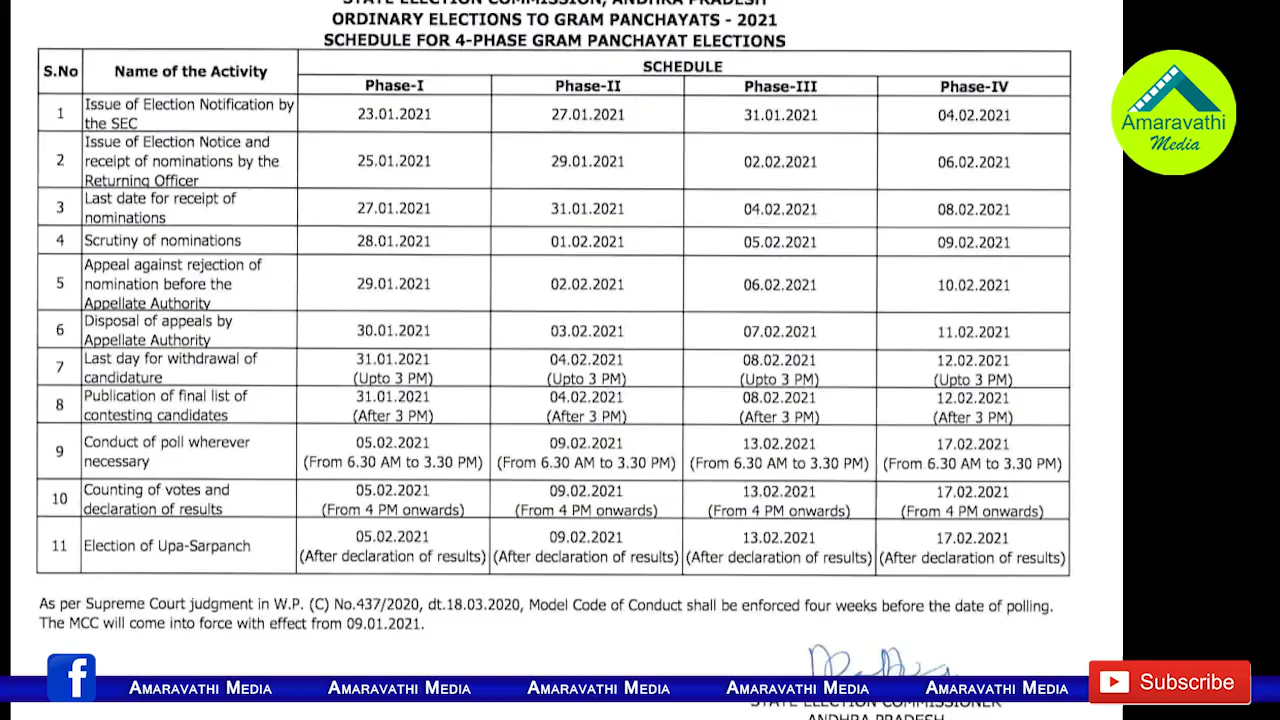 STATE ELECTION COMMISSION, ANDHRA PRADESH
ORDINARY ELECTIONS TO GRAM PANCHAYATS - 2021
SCHEDULE FOR 4-PHASE GRAM PANCHAYAT ELECTIONS
S.No Name of the Activity SCHEDULE
Phase-I Phase-II Phase-III Phase-IV
1 Issue of Election Notification by the SEC 23.01.2021 27.01.2021 31.01.2021 04.02.2021
2 Issue of Election Notice and receipt of nominations by the Returning Officer 25.01.2021 29.01.2021 02.02.2021 06.02.2021
3 Last date for receipt of nominations 27.01.2021 31.01.2021 04.02.2021 08.02.2021
4 Scrutiny of nominations 28.01.2021 01.02.2021 05.02.2021 09.02.2021
5 Appeal against rejection of nomination before the Appellate Authority 29.01.2021 02.02.2021 06.02.2021 10.02.2021
6 Disposal of appeals by Appellate Authority 30.01.2021 03.02.2021 07.02.2021 11.02.2021
7 Last day for withdrawal of candidature 31.01.2021 (Upto 3 PM) 04.02.2021 (Upto 3 PM) 08.02.2021 (Upto 3 PM) 12.02.2021 (Upto 3 PM)
8 Publication of final list of contesting candidates 31.01.2021 (After 3 PM) 04.02.2021 (After 3 PM) 08.02.2021 (After 3 PM) 12.02.2021 (After 3 PM)
9 Conduct of poll wherever necessary 05.02.2021 (From 6.30 AM to 3.30 PM) 09.02.2021 (From 6.30 AM to 3.30 PM) 13.02.2021 (From 6.30 AM to 3.30 PM) 17.02.2021 (From 6.30 AM to 3.30 PM)
10 Counting of votes and declaration of results 05.02.2021 (From 4 PM onwards) 09.02.2021 (From 4 PM onwards) 13.02.2021 (From 4 PM onwards) 17.02.2021 (From 4 PM onwards)
11 Election of Upa-Sarpanch 05.02.2021 (After declaration of results) 09.02.2021 (After declaration of results) 13.02.2021 (After declaration of results) 17.02.2021 (After declaration of results)
As per Supreme Court judgment in W.P. (C) No.437/2020, dt.18.03.2020, Model Code of Conduct shall be enforced four weeks before the date of polling.
The MCC will come into force with effect from 09.01.2021.
STATE ELECTION COMMISSIONER
ANDHRA PRADESH
Amaravathi
Media
f AMARAVATHI MEDIA AMARAVATHI MEDIA AMARAVATHI MEDIA AMARAVATHI MEDIA AMARAVATHI MEDIA
Subscribe